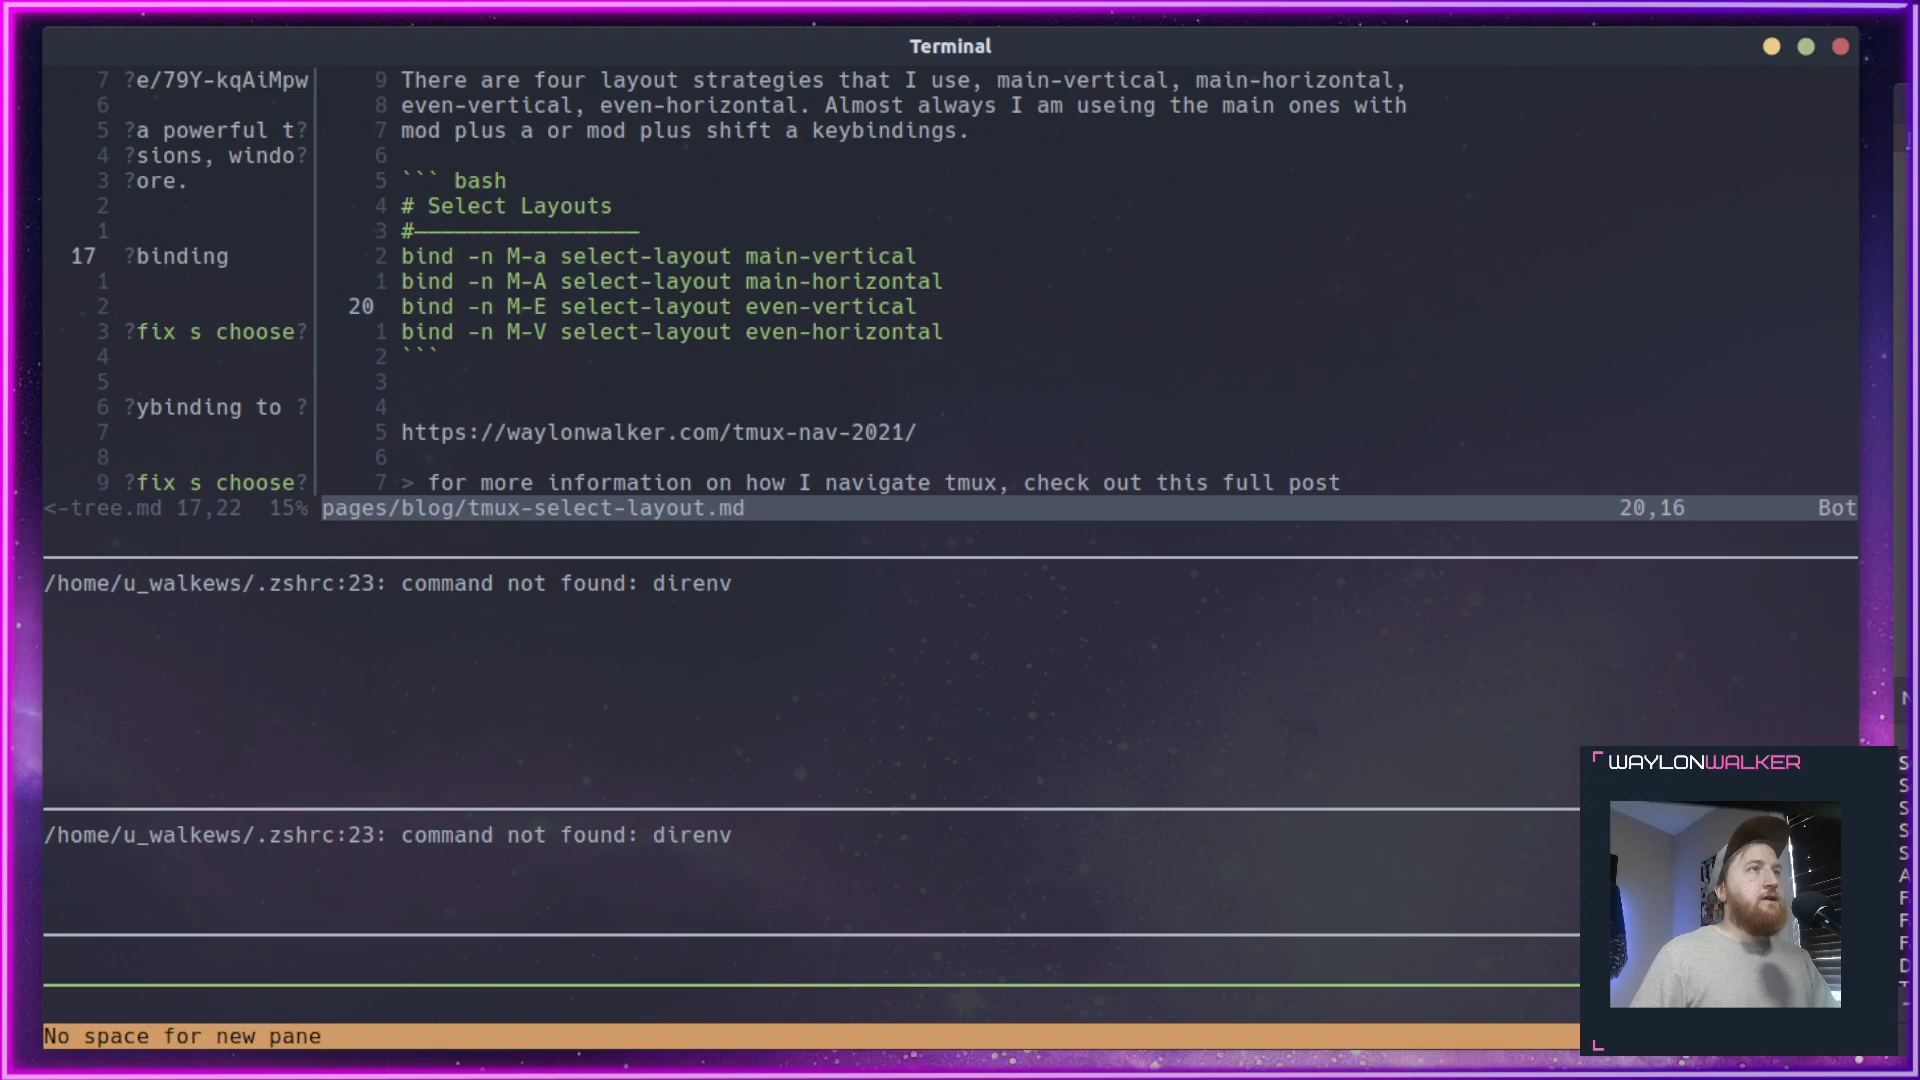 Terminal
7 ?e/79Y-kqAiMpw
6
5 ?a powerful t?
4 ?sions, windo?
3 ?ore.
2
1
17 ?binding
1
2
3 ?fix s choose?
4
5
6 ?ybinding to ?
7
8
9 ?fix s choose?
<-tree.md 17,22 15%
9 There are four layout strategies that I use, main-vertical, main-horizontal,
8 even-vertical, even-horizontal. Almost always I am useing the main ones with
7 mod plus a or mod plus shift a keybindings.
6
5 ``` bash
4 # Select Layouts
3 #─────────────────
2 bind -n M-a select-layout main-vertical
1 bind -n M-A select-layout main-horizontal
20 bind -n M-E select-layout even-vertical
1 bind -n M-V select-layout even-horizontal
2 ```
3
4
5 https://waylonwalker.com/tmux-nav-2021/
6
7 > for more information on how I navigate tmux, check out this full post
pages/blog/tmux-select-layout.md 20,16 Bot
/home/u_walkews/.zshrc:23: command not found: direnv
/home/u_walkews/.zshrc:23: command not found: direnv
No space for new pane
WAYLONWALKER
N
S
S
S
S
S
A
F
F
F
D
T